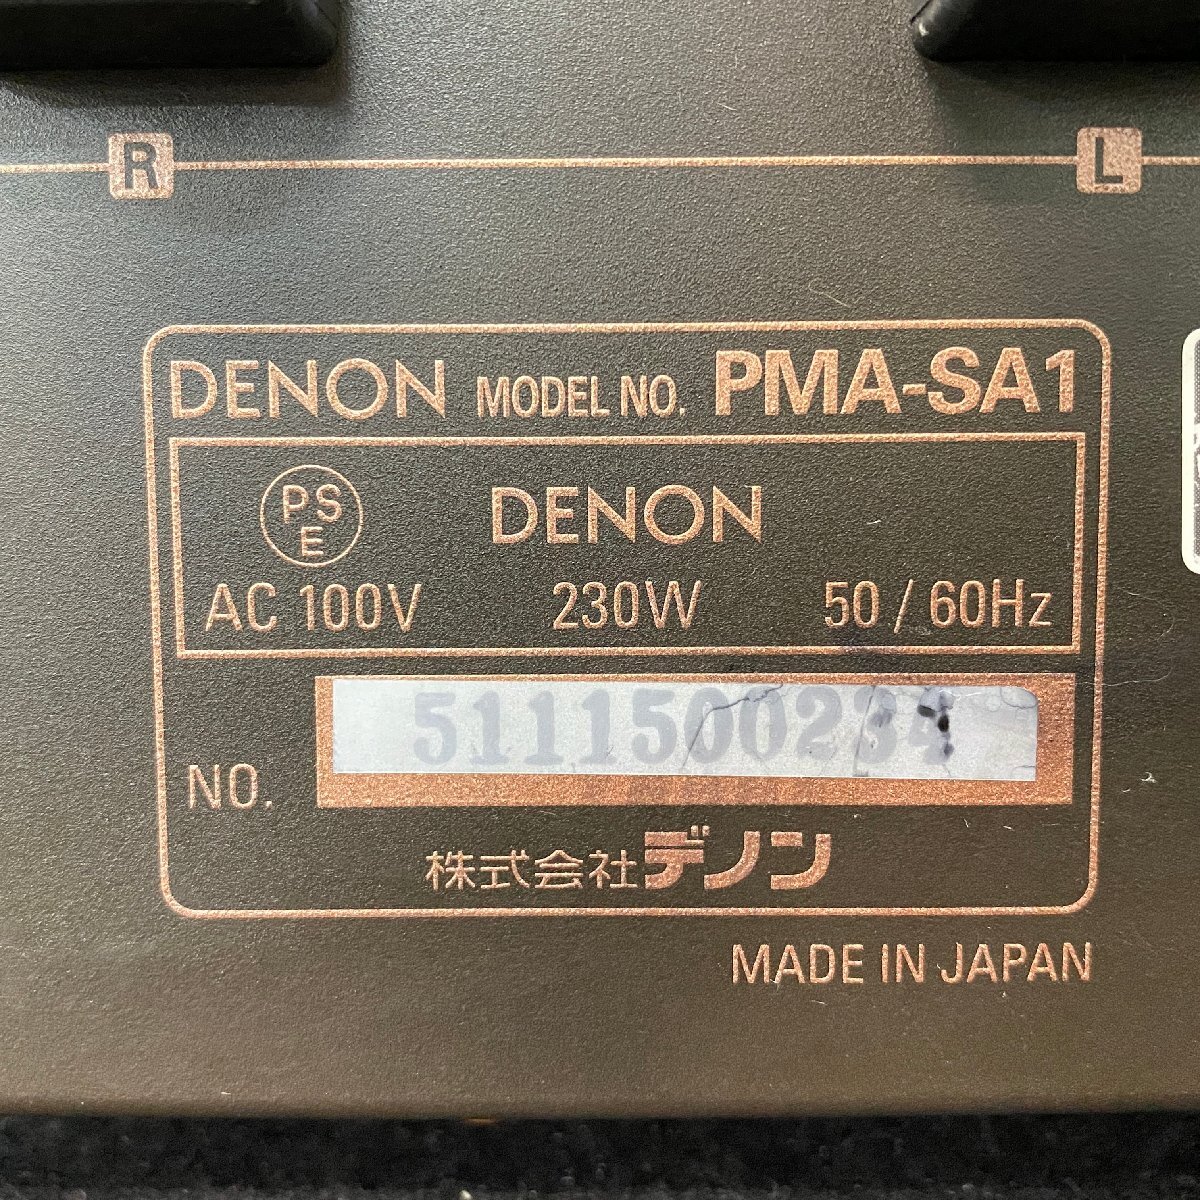 R L
DENON MODEL NO. PMA-SA1
PSE
DENON
AC 100V 230W 50 / 60Hz
NO. 5111500234
株式会社デノン
MADE IN JAPAN